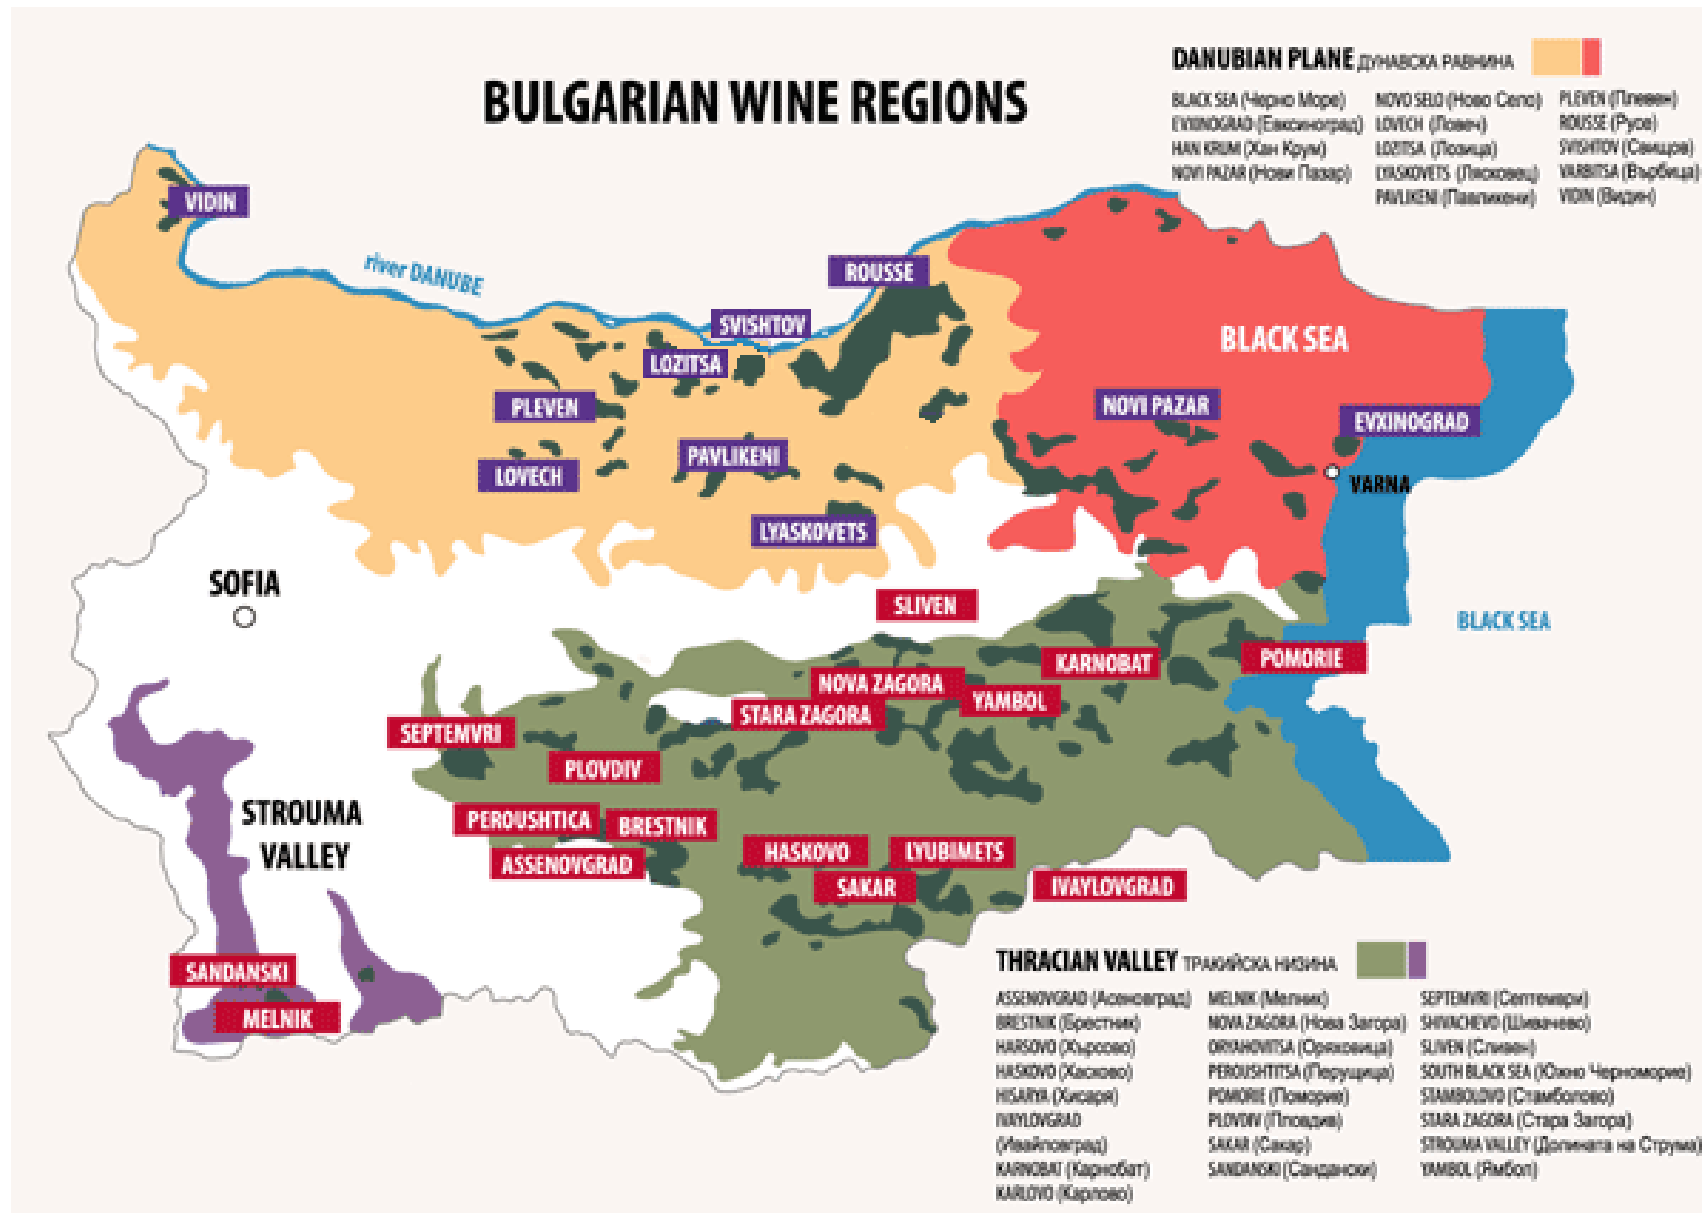 BULGARIAN WINE REGIONS
DANUBIAN PLANE ДУНАВСКА РАВНИНА
BLACK SEA (Черно Море)
EVXINOGRAD (Евксиноград)
HAN KRUM (Хан Крум)
NOVI PAZAR (Нови Пазар)
NOVO SELO (Ново Село)
LOVECH (Ловеч)
LOZITSA (Лозица)
LYASKOVETS (Лясковец)
PAVLIKENI (Павликени)
PLEVEN (Плевен)
ROUSSE (Русе)
SVISHTOV (Свищов)
VARBITSA (Върбица)
VIDIN (Видин)
VIDIN
river DANUBE
ROUSSE
SVISHTOV
BLACK SEA
LOZITSA
PLEVEN
NOVI PAZAR
EVXINOGRAD
PAVLIKENI
LOVECH
VARNA
LYASKOVETS
SOFIA
SLIVEN
BLACK SEA
KARNOBAT
POMORIE
NOVA ZAGORA
YAMBOL
STARA ZAGORA
SEPTEMVRI
PLOVDIV
STROUMA
VALLEY
PEROUSHTICA
BRESTNIK
ASSENOVGRAD
HASKOVO
LYUBIMETS
SAKAR
IVAYLOVGRAD
SANDANSKI
MELNIK
THRACIAN VALLEY ТРАКИЙСКА НИЗИНА
ASSENOVGRAD (Асеновград)
BRESTNIK (Брестник)
HARSOVO (Хърсово)
HASKOVO (Хасково)
HISARYA (Хисаря)
IVAYLOVGRAD
(Ивайловград)
KARNOBAT (Карнобат)
KARLOVO (Карлово)
MELNIK (Мелник)
NOVA ZAGORA (Нова Загора)
ORYAHOVITSA (Оряховица)
PEROUSHTITSA (Перущица)
POMORIE (Поморие)
PLOVDIV (Пловдив)
SAKAR (Сакар)
SANDANSKI (Сандански)
SEPTEMVRI (Септември)
SHIVACHEVO (Шивачево)
SLIVEN (Сливен)
SOUTH BLACK SEA (Южно Черноморие)
STAMBOLOVO (Стамболово)
STARA ZAGORA (Стара Загора)
STROUMA VALLEY (Долината на Струма)
YAMBOL (Ямбол)